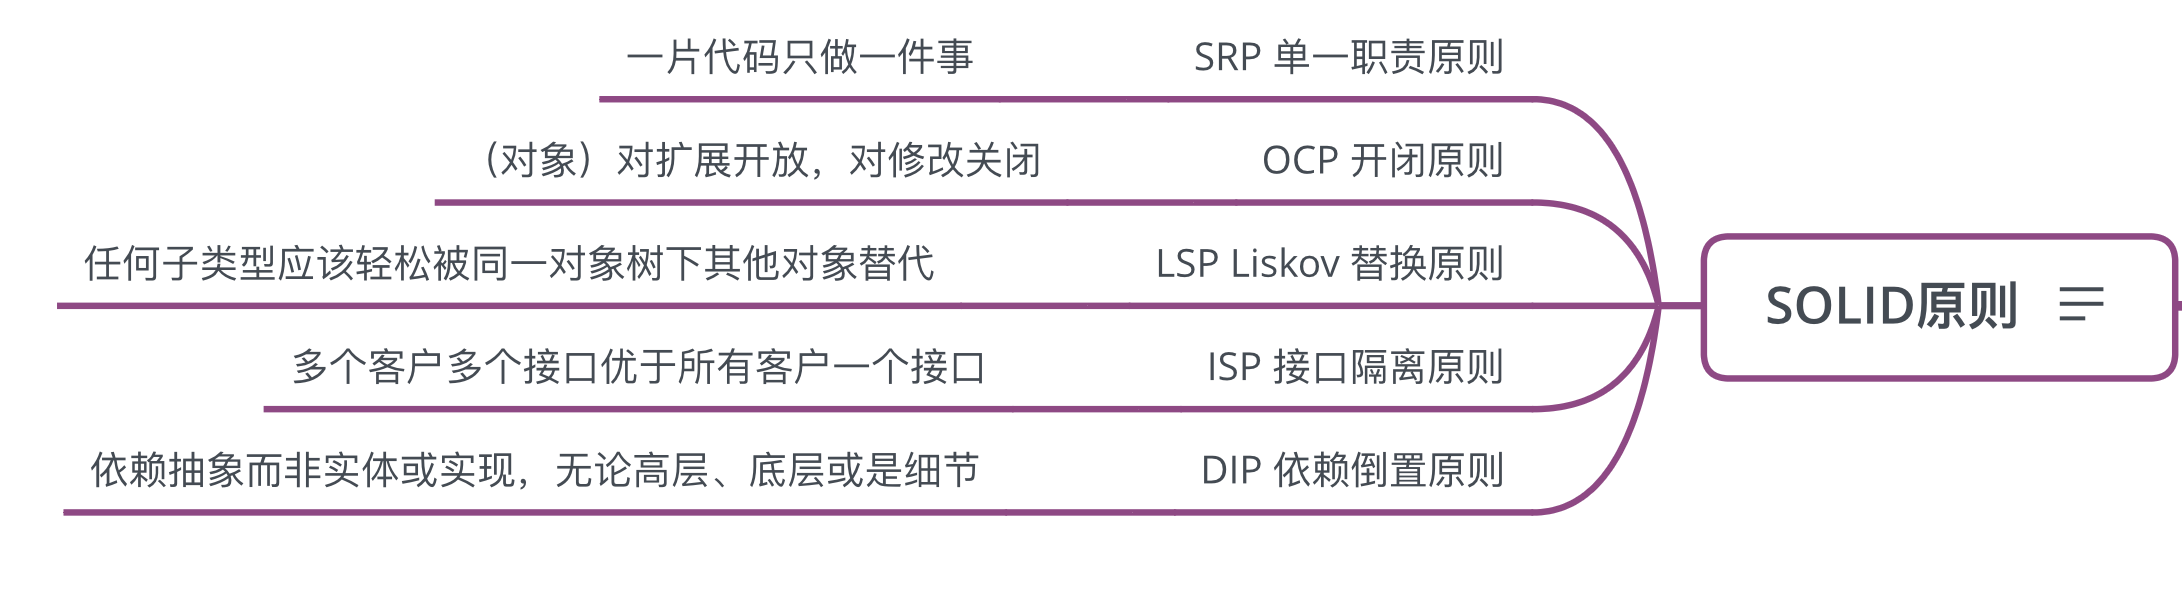 一片代码只做一件事
SRP 单一职责原则
（对象）对扩展开放，对修改关闭
OCP 开闭原则
任何子类型应该轻松被同一对象树下其他对象替代
LSP Liskov 替换原则
SOLID原则
多个客户多个接口优于所有客户一个接口
ISP 接口隔离原则
依赖抽象而非实体或实现，无论高层、底层或是细节
DIP 依赖倒置原则